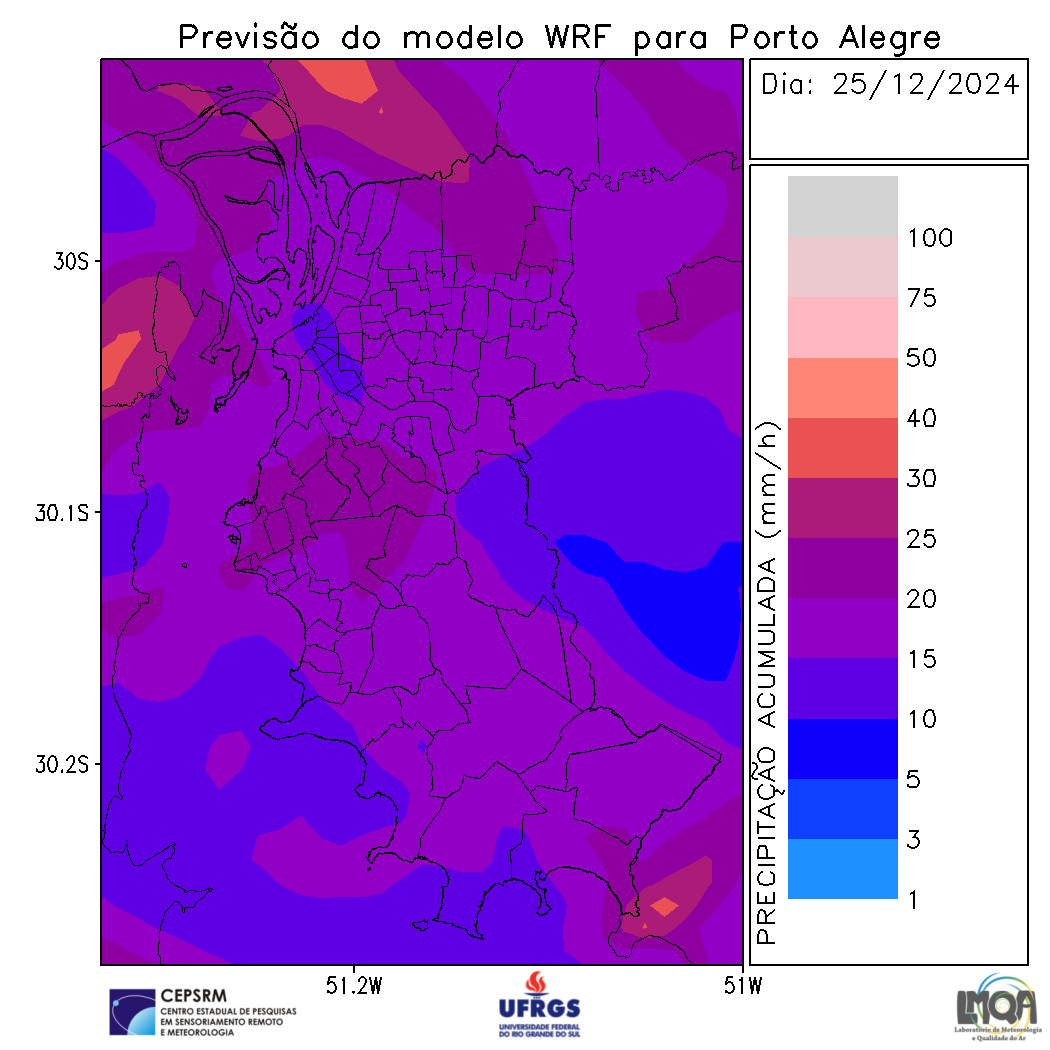 Previsão do modelo WRF para Porto Alegre
Dia: 25/12/2024
30S
30.1S
30.2S
51.2W
51W
PRECIPITAÇÃO ACUMULADA (mm/h)
100
75
50
40
30
25
20
15
10
5
3
1
CEPSRM
CENTRO ESTADUAL DE PESQUISAS
EM SENSORIAMENTO REMOTO
E METEOROLOGIA
UFRGS
UNIVERSIDADE FEDERAL
DO RIO GRANDE DO SUL
LMQA
Laboratório de Meteorologia
e Qualidade do Ar